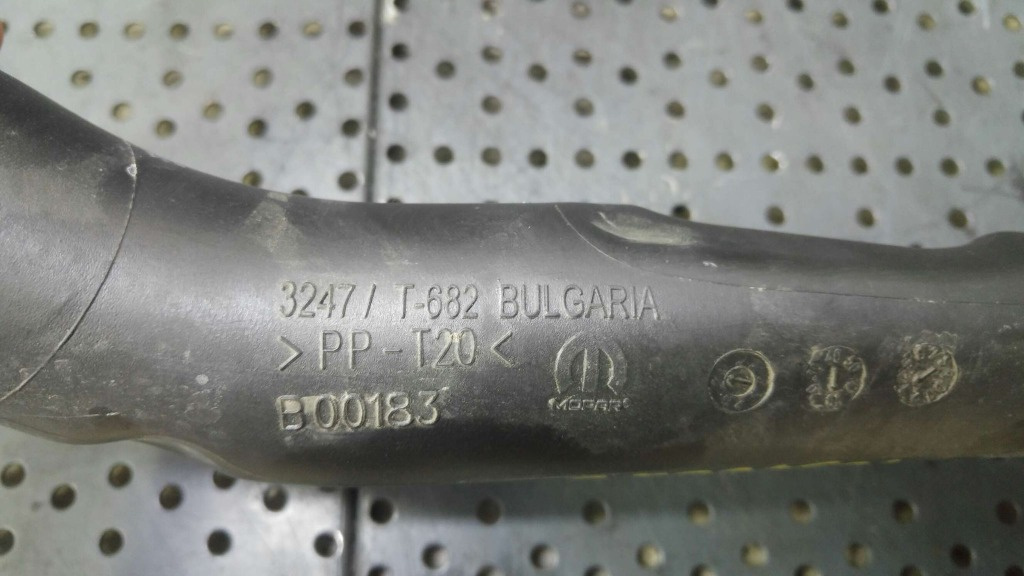 3247/ T-682 BULGARIA
>PP-T20<
B00183
MOPAR